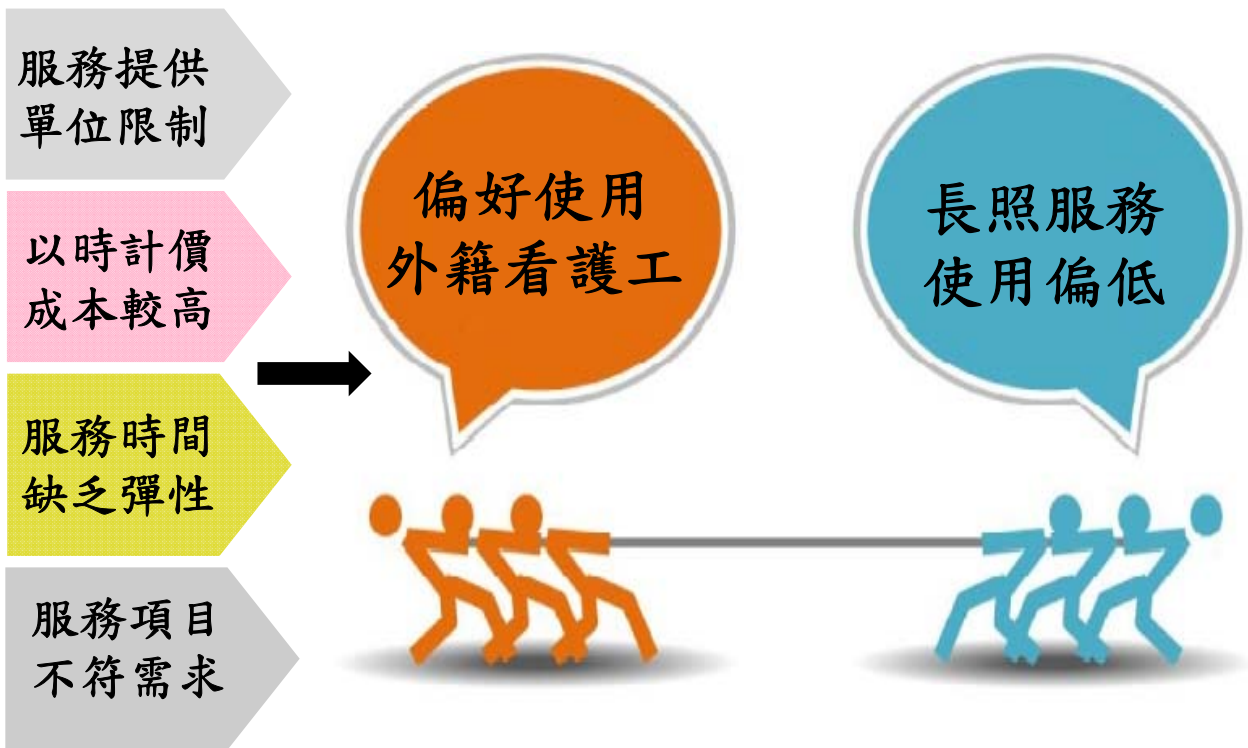 服務提供
單位限制
以時計價
成本較高
服務時間
缺乏彈性
服務項目
不符需求
偏好使用
外籍看護工
長照服務
使用偏低